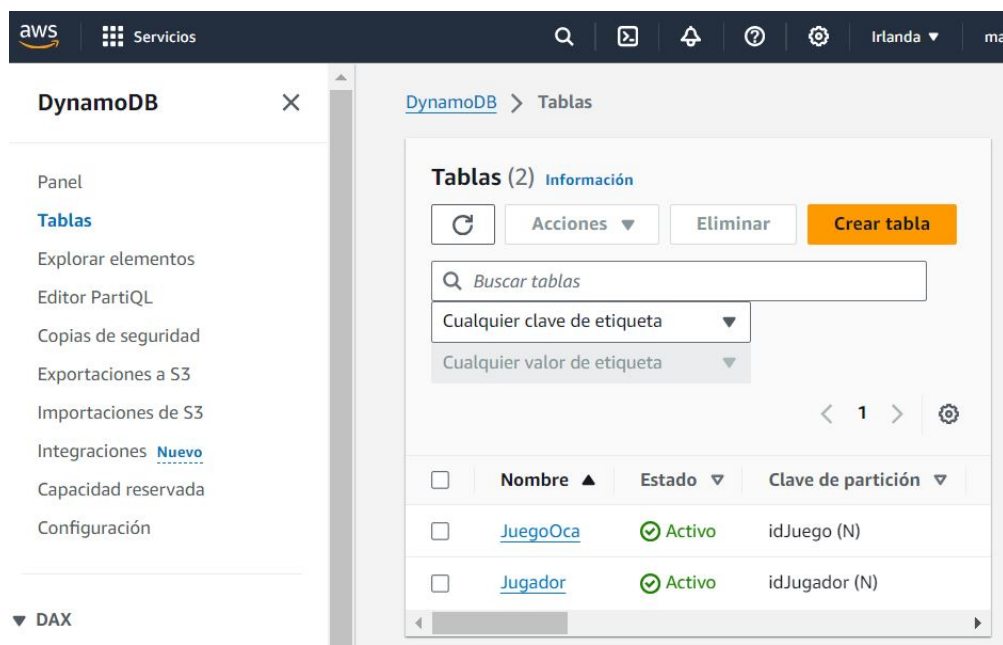 aws Servicios Irlanda ▼ ma
DynamoDB
Panel
Tablas
Explorar elementos
Editor PartiQL
Copias de seguridad
Exportaciones a S3
Importaciones de S3
Integraciones Nuevo
Capacidad reservada
Configuración
▼ DAX
DynamoDB > Tablas
Tablas (2) Información
Acciones ▼ Eliminar Crear tabla
Buscar tablas
Cualquier clave de etiqueta ▼
Cualquier valor de etiqueta ▼
< 1 >
Nombre ▲ Estado ▽ Clave de partición ▽
JuegoOca Activo idJuego (N)
Jugador Activo idJugador (N)